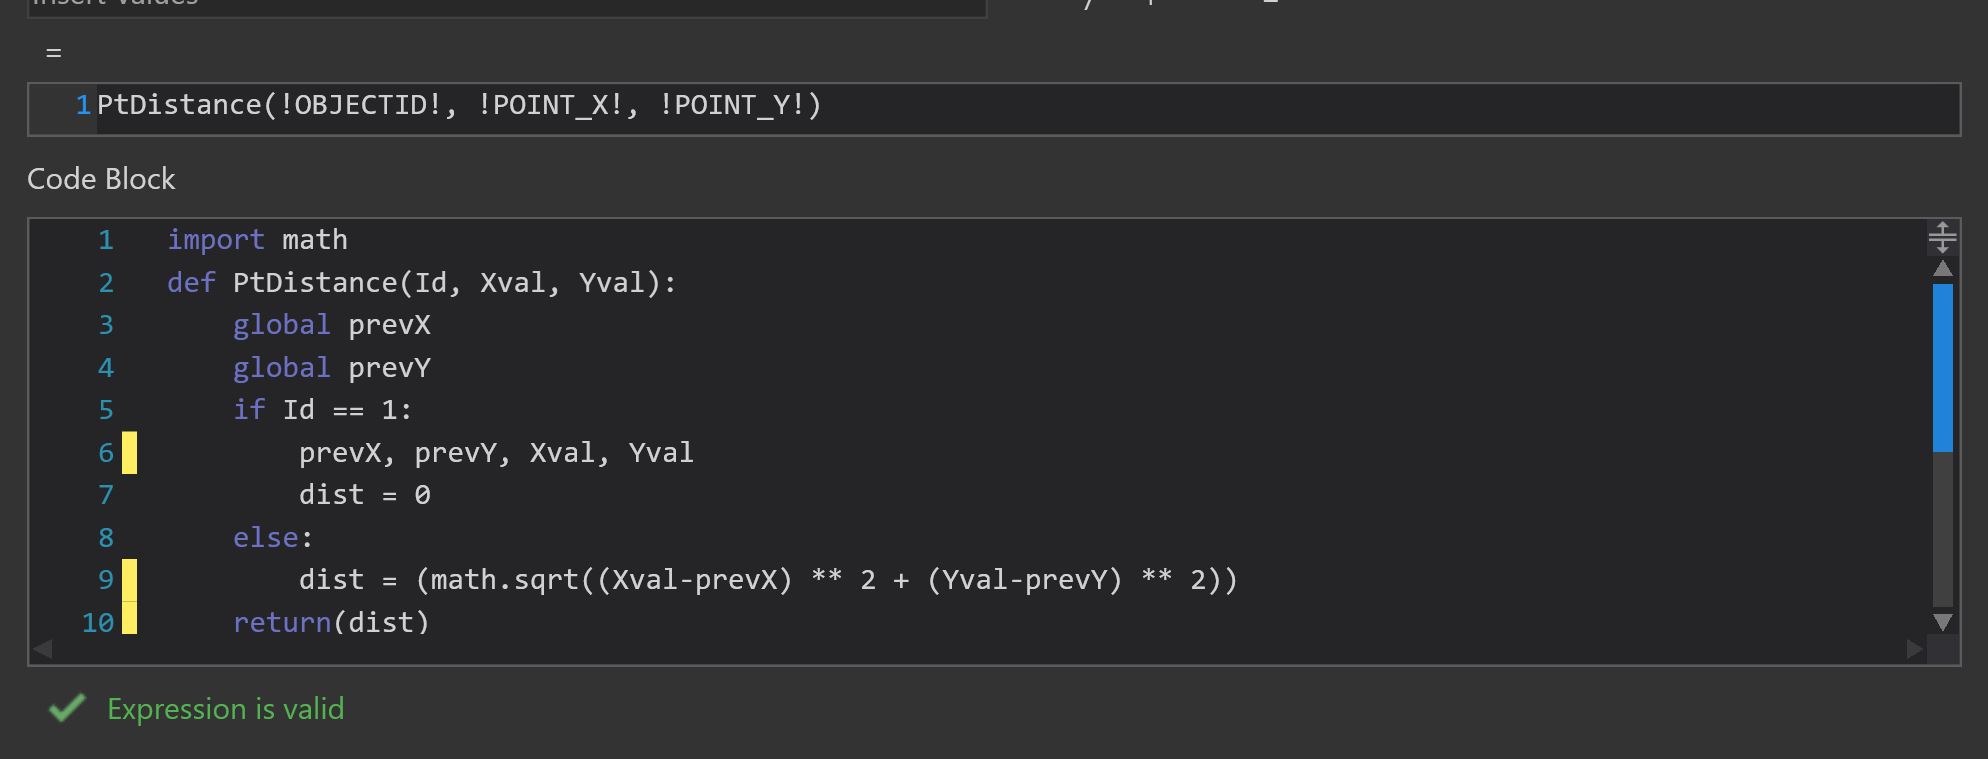 =
1 PtDistance(!OBJECTID!, !POINT_X!, !POINT_Y!)
Code Block
1 import math
2 def PtDistance(Id, Xval, Yval):
3     global prevX
4     global prevY
5     if Id == 1:
6         prevX, prevY, Xval, Yval
7         dist = 0
8     else:
9         dist = (math.sqrt((Xval-prevX) ** 2 + (Yval-prevY) ** 2))
10     return(dist)
Expression is valid